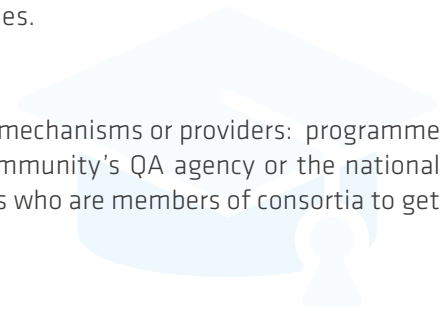 es.
mechanisms or providers: programme
mmunity's QA agency or the national
s who are members of consortia to get